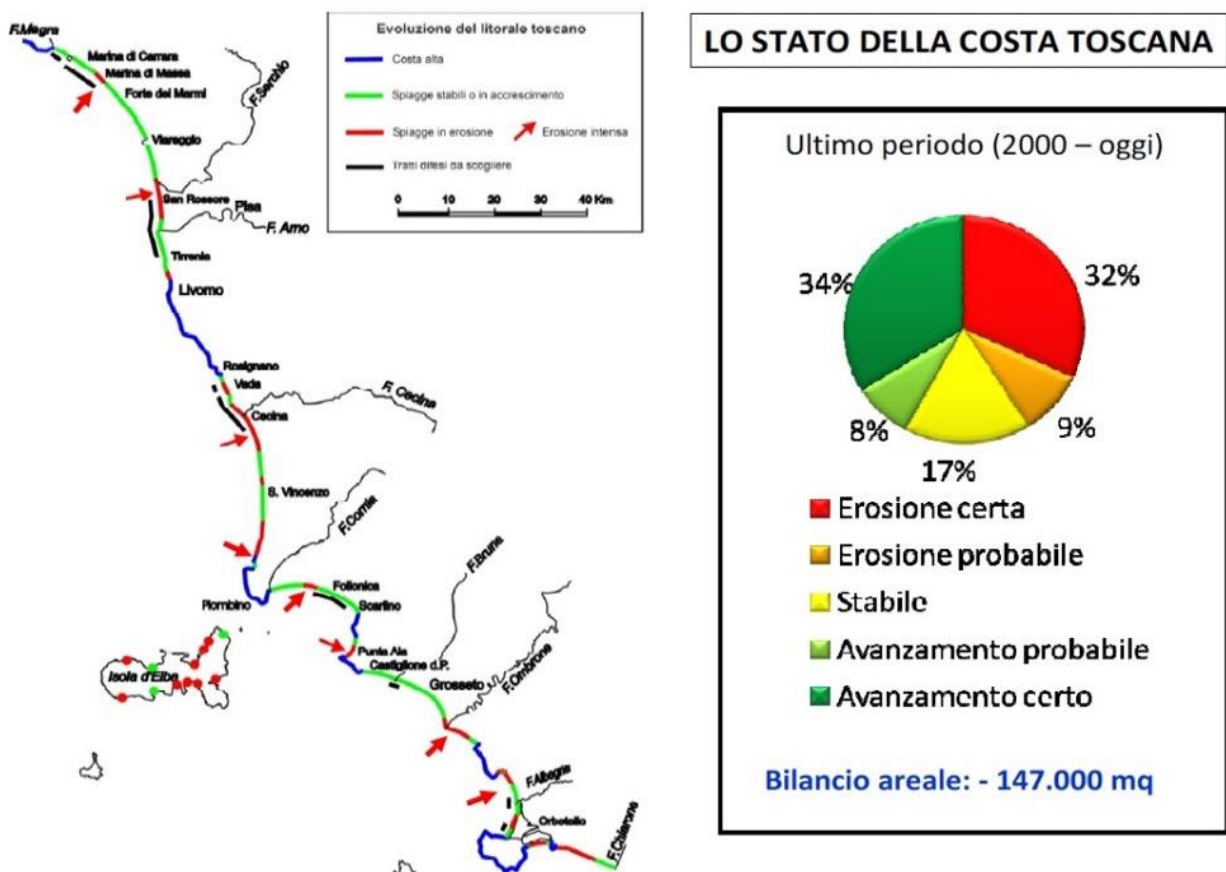 Evoluzione del litorale toscano
Costa alta
Spiagge stabili o in accrescimento
Spiagge in erosione
Erosione intensa
Tratti difesi da scogliere
0 10 20 30 40 Km
F.Magra
Marina di Carrara
Marina di Massa
Forte dei Marmi
F.Serchio
Viareggio
San Rossore
Pisa
F. Arno
Tirrenia
Livorno
Rosignano
Vada
F. Cecina
Cecina
S. Vincenzo
F.Cornia
F.Bruna
Piombino
Follonica
Scarlino
Punta Ala
Castiglione d.P.
Isola d'Elba
Grosseto
F.Ombrone
F.Albegna
Orbetello
F.Chiarone
LO STATO DELLA COSTA TOSCANA
Ultimo periodo (2000 – oggi)
34%
32%
8%
9%
17%
Erosione certa
Erosione probabile
Stabile
Avanzamento probabile
Avanzamento certo
Bilancio areale: - 147.000 mq